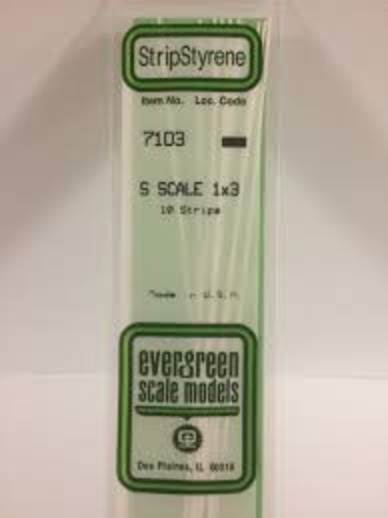 StripStyrene
Item No. Loc. Code
7103
S SCALE 1x3
10 Strips
Made in U.S.A.
evergreen
scale models
Des Plaines, IL 60018